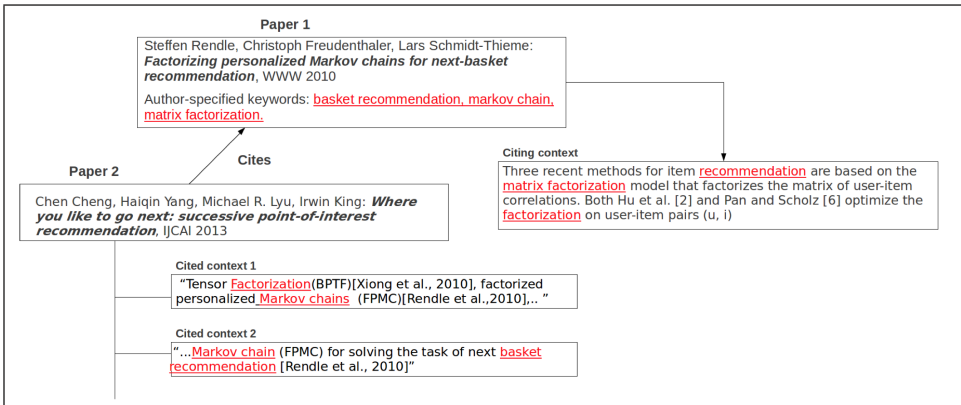 Paper 1
Steffen Rendle, Christoph Freudenthaler, Lars Schmidt-Thieme:
Factorizing personalized Markov chains for next-basket
recommendation, WWW 2010
Author-specified keywords: basket recommendation, markov chain,
matrix factorization.
Cites
Paper 2
Chen Cheng, Haiqin Yang, Michael R. Lyu, Irwin King: Where
you like to go next: successive point-of-interest
recommendation, IJCAI 2013
Citing context
Three recent methods for item recommendation are based on the
matrix factorization model that factorizes the matrix of user-item
correlations. Both Hu et al. [2] and Pan and Scholz [6] optimize the
factorization on user-item pairs (u, i)
Cited context 1
“Tensor Factorization(BPTF)[Xiong et al., 2010], factorized
personalized Markov chains (FPMC)[Rendle et al.,2010],.. ”
Cited context 2
“...Markov chain (FPMC) for solving the task of next basket
recommendation [Rendle et al., 2010]”